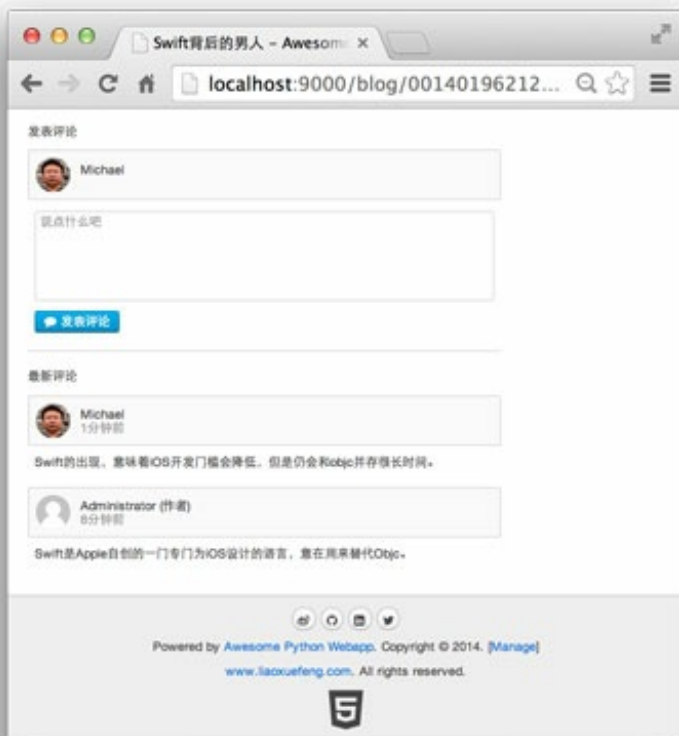 Swift背后的男人 - Awesom
localhost:9000/blog/00140196212...
发表评论
Michael
说点什么吧
发表评论
最新评论
Michael
1分钟前
Swift的出现，意味着iOS开发门槛会降低，但是仍会和objc并存很长时间。
Administrator (作者)
8分钟前
Swift是Apple自创的一门专门为iOS设计的语言，意在用来替代Objc。
Powered by Awesome Python Webapp. Copyright © 2014. [Manage]
www.liaoxuefeng.com. All rights reserved.